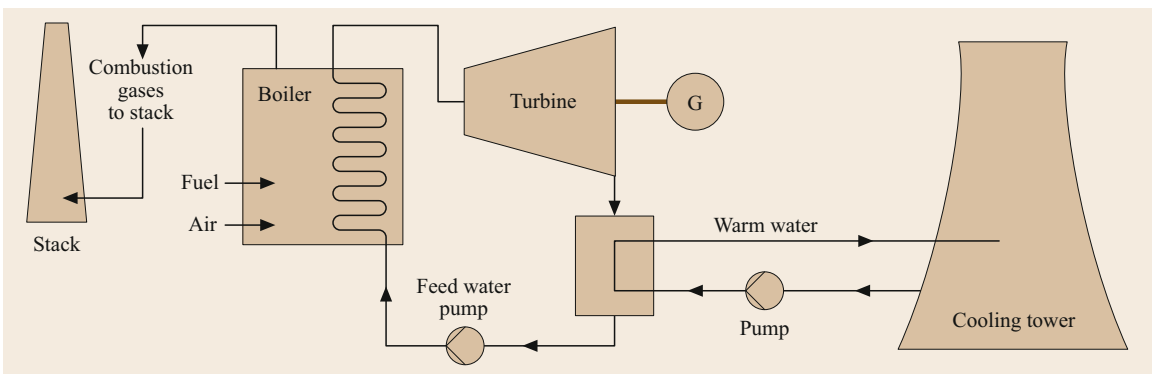 Combustion
gases
to stack
Boiler
Turbine
G
Fuel
Air
Stack
Warm water
Feed water
pump
Pump
Cooling tower